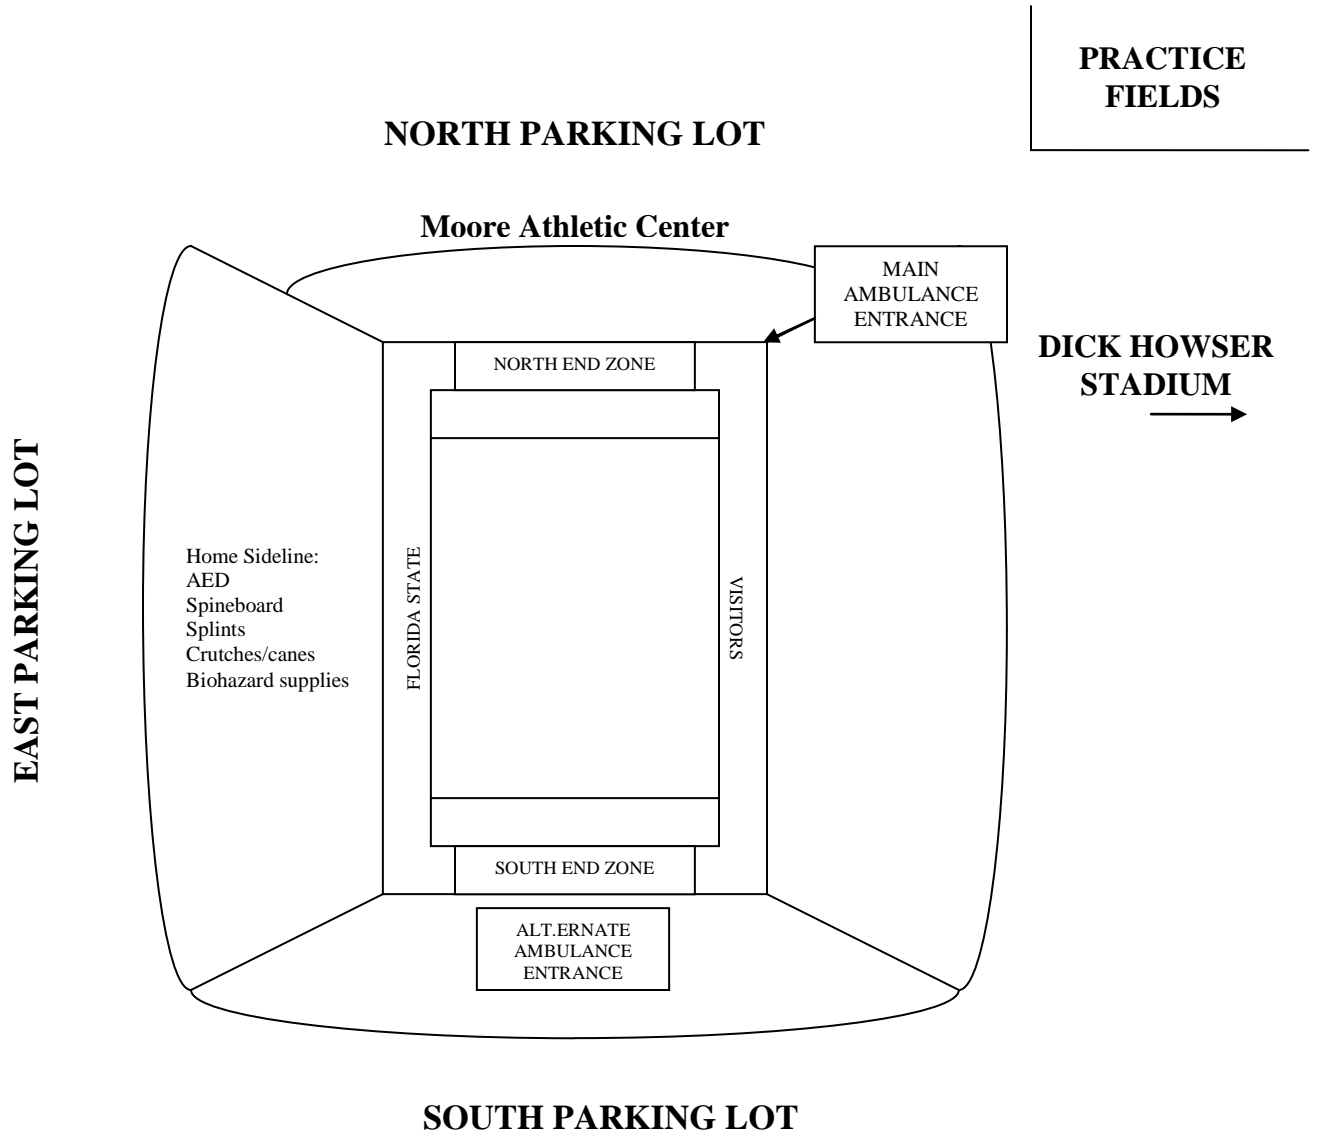 PRACTICE
FIELDS
NORTH PARKING LOT
Moore Athletic Center
MAIN
AMBULANCE
ENTRANCE
DICK HOWSER
STADIUM
NORTH END ZONE
EAST PARKING LOT
Home Sideline:
AED
Spineboard
Splints
Crutches/canes
Biohazard supplies
FLORIDA STATE
VISITORS
SOUTH END ZONE
ALT.ERNATE
AMBULANCE
ENTRANCE
SOUTH PARKING LOT